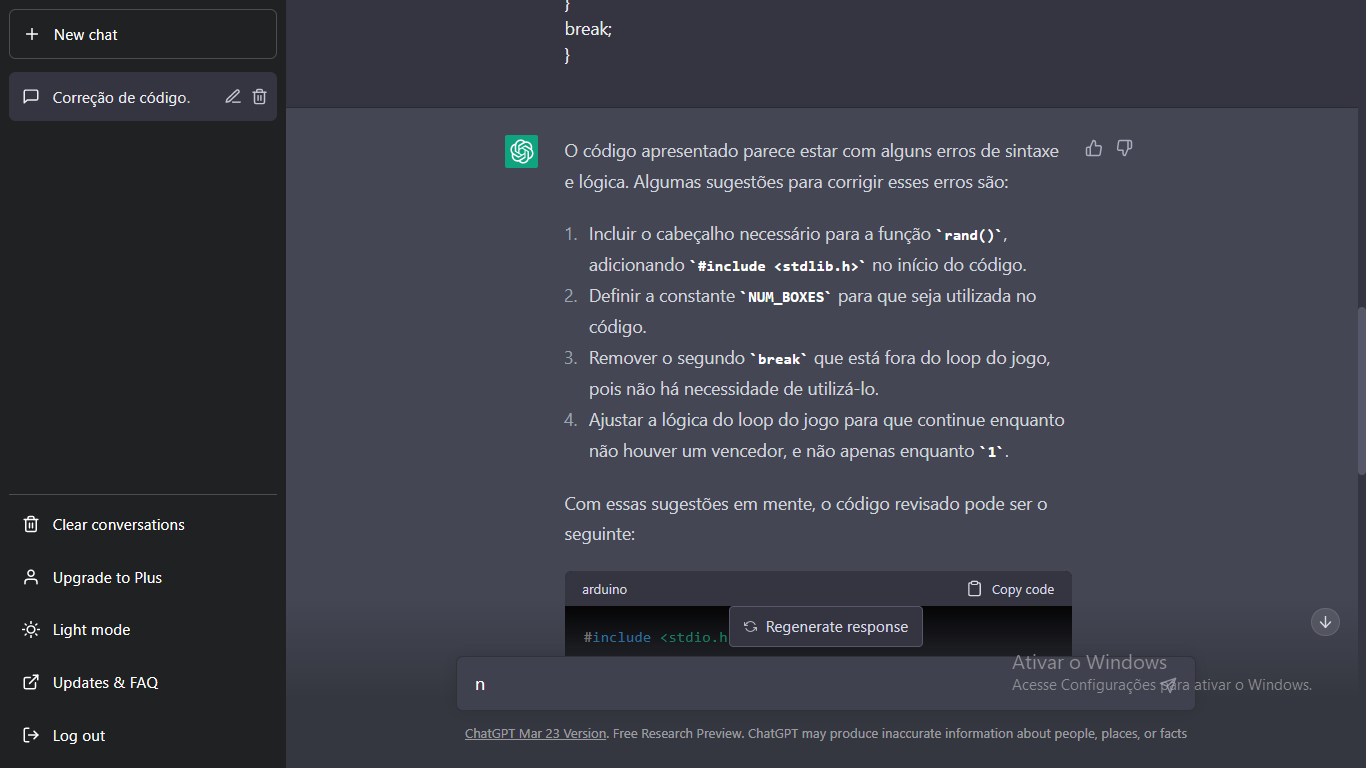 New chat
Correção de código.
Clear conversations
Upgrade to Plus
Light mode
Updates & FAQ
Log out
}
break;
}
O código apresentado parece estar com alguns erros de sintaxe
e lógica. Algumas sugestões para corrigir esses erros são:
1. Incluir o cabeçalho necessário para a função `rand()`,
adicionando `#include <stdlib.h>` no início do código.
2. Definir a constante `NUM_BOXES` para que seja utilizada no
código.
3. Remover o segundo `break` que está fora do loop do jogo,
pois não há necessidade de utilizá-lo.
4. Ajustar a lógica do loop do jogo para que continue enquanto
não houver um vencedor, e não apenas enquanto `1`.
Com essas sugestões em mente, o código revisado pode ser o
seguinte:
arduino Copy code
#include <stdio.h
Regenerate response
n
Ativar o Windows
Acesse Configurações para ativar o Windows.
ChatGPT Mar 23 Version. Free Research Preview. ChatGPT may produce inaccurate information about people, places, or facts